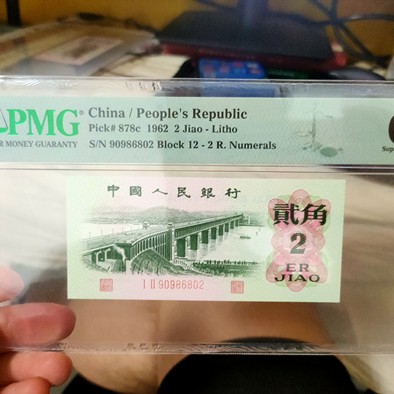 PMG
China / People's Republic
Pick# 878c 1962 2 Jiao - Litho
MONEY GUARANTY
S/N 90986802 Block 12 - 2 R. Numerals
中國人民銀行
貳角
2
ER
JIAO
I II 90986802